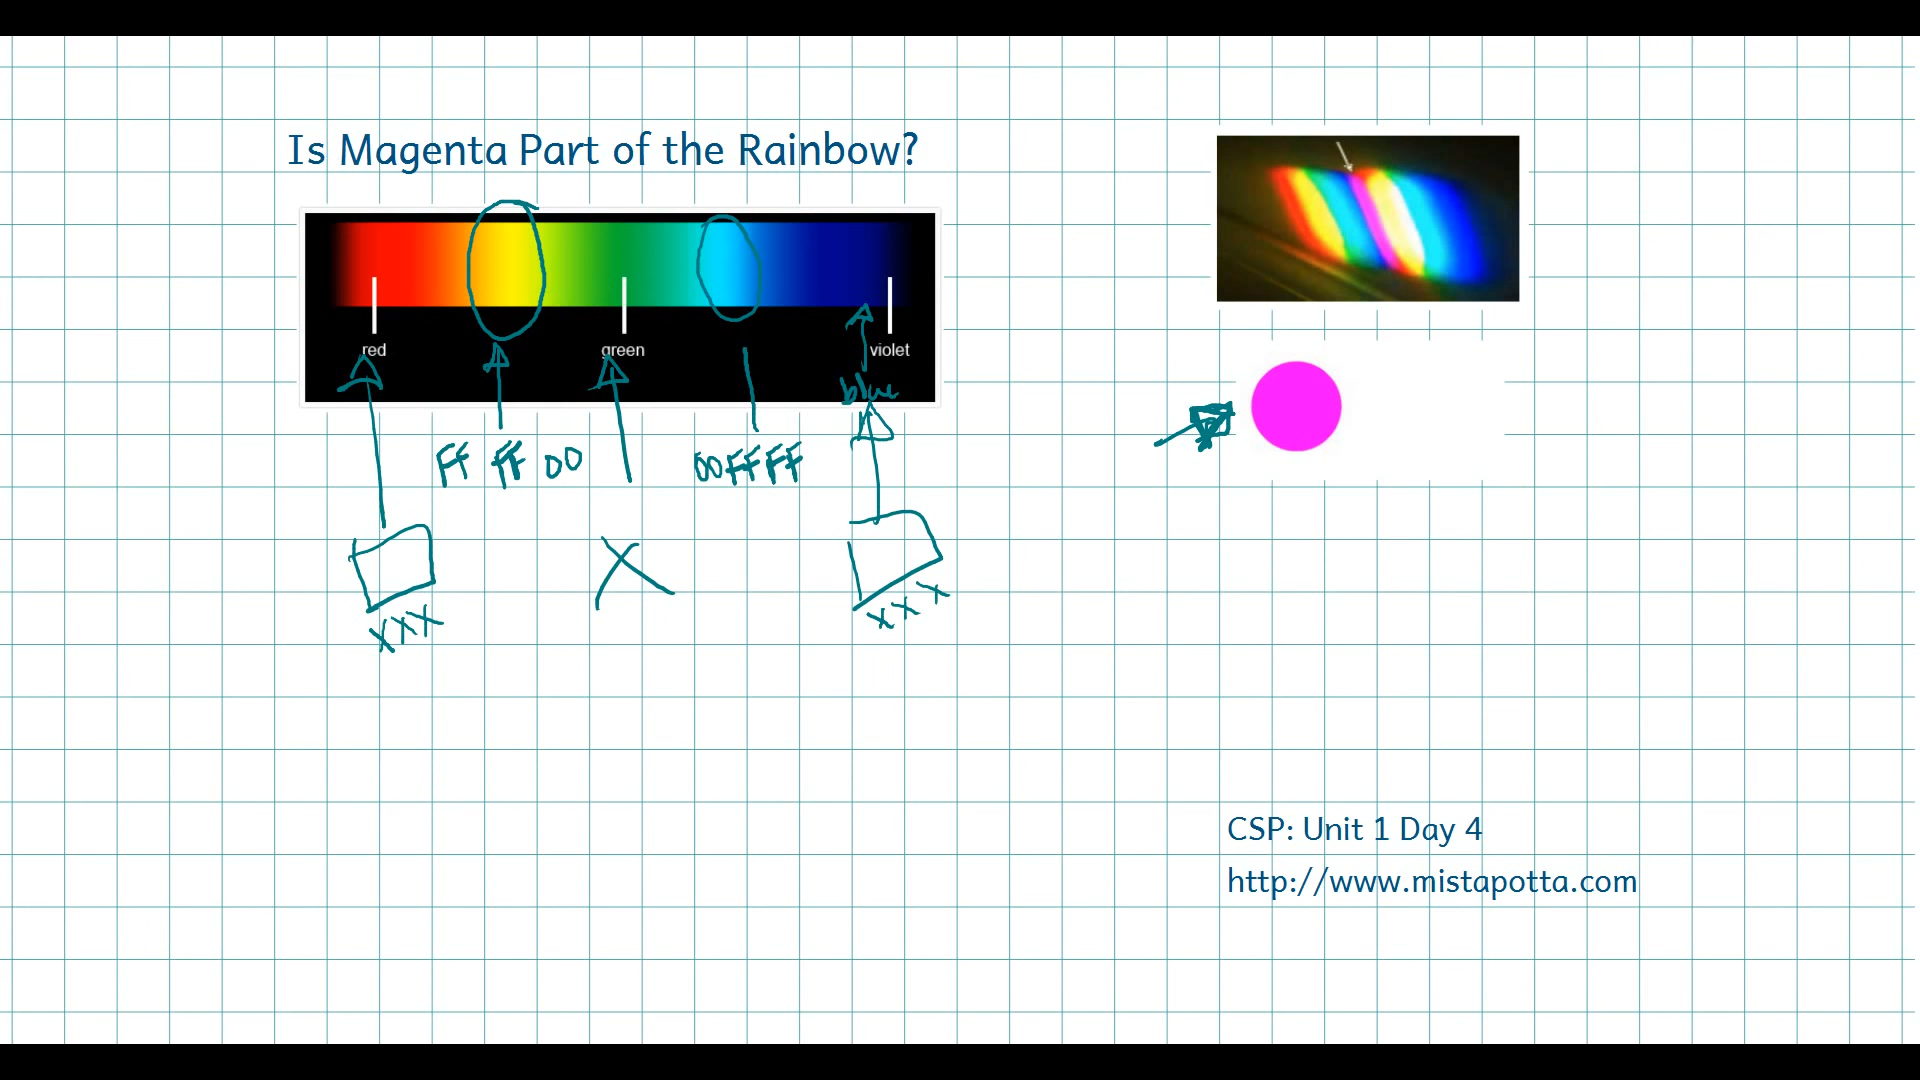 Is Magenta Part of the Rainbow?
red
green
violet
blue
FF FF 00
00FFFF
X
XXX
XXX
CSP: Unit 1 Day 4
http://www.mistapotta.com